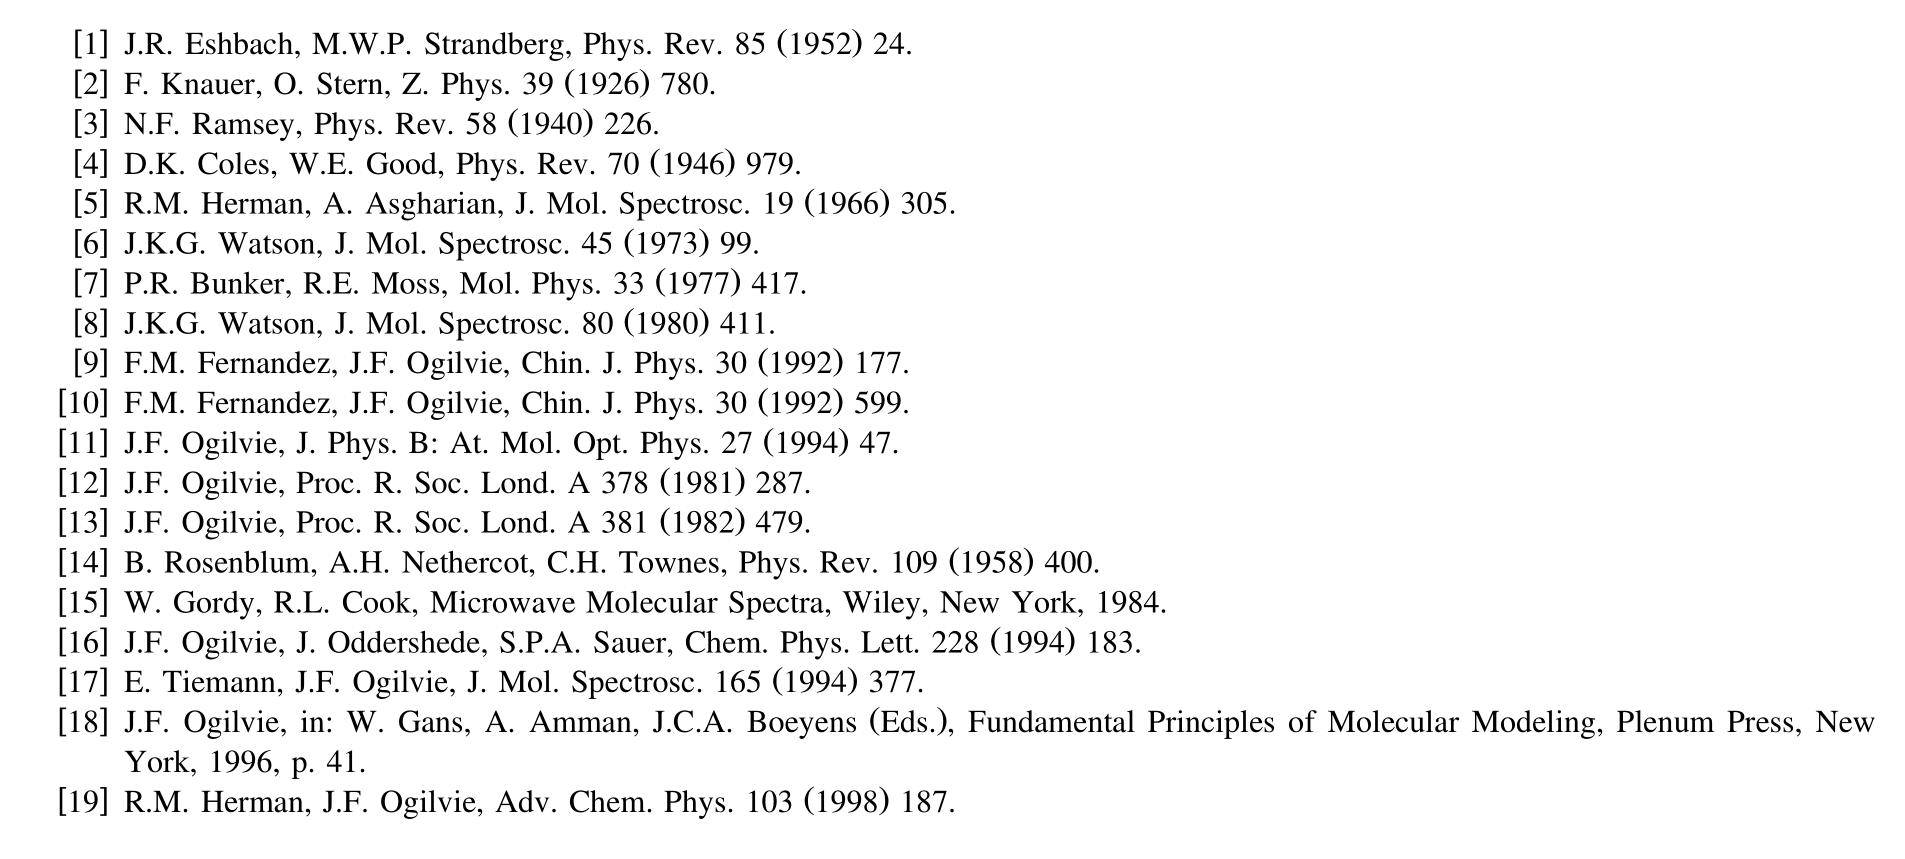 [1] J.R. Eshbach, M.W.P. Strandberg, Phys. Rev. 85 (1952) 24.
[2] F. Knauer, O. Stern, Z. Phys. 39 (1926) 780.
[3] N.F. Ramsey, Phys. Rev. 58 (1940) 226.
[4] D.K. Coles, W.E. Good, Phys. Rev. 70 (1946) 979.
[5] R.M. Herman, A. Asgharian, J. Mol. Spectrosc. 19 (1966) 305.
[6] J.K.G. Watson, J. Mol. Spectrosc. 45 (1973) 99.
[7] P.R. Bunker, R.E. Moss, Mol. Phys. 33 (1977) 417.
[8] J.K.G. Watson, J. Mol. Spectrosc. 80 (1980) 411.
[9] F.M. Fernandez, J.F. Ogilvie, Chin. J. Phys. 30 (1992) 177.
[10] F.M. Fernandez, J.F. Ogilvie, Chin. J. Phys. 30 (1992) 599.
[11] J.F. Ogilvie, J. Phys. B: At. Mol. Opt. Phys. 27 (1994) 47.
[12] J.F. Ogilvie, Proc. R. Soc. Lond. A 378 (1981) 287.
[13] J.F. Ogilvie, Proc. R. Soc. Lond. A 381 (1982) 479.
[14] B. Rosenblum, A.H. Nethercot, C.H. Townes, Phys. Rev. 109 (1958) 400.
[15] W. Gordy, R.L. Cook, Microwave Molecular Spectra, Wiley, New York, 1984.
[16] J.F. Ogilvie, J. Oddershede, S.P.A. Sauer, Chem. Phys. Lett. 228 (1994) 183.
[17] E. Tiemann, J.F. Ogilvie, J. Mol. Spectrosc. 165 (1994) 377.
[18] J.F. Ogilvie, in: W. Gans, A. Amman, J.C.A. Boeyens (Eds.), Fundamental Principles of Molecular Modeling, Plenum Press, New
York, 1996, p. 41.
[19] R.M. Herman, J.F. Ogilvie, Adv. Chem. Phys. 103 (1998) 187.